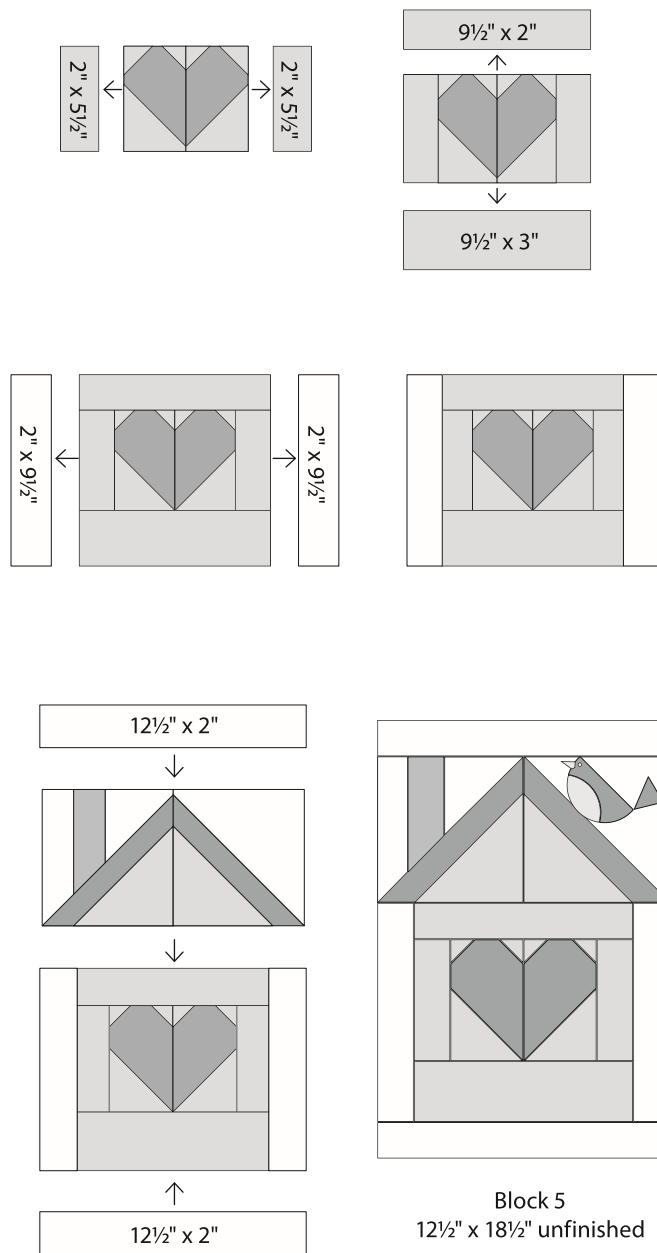 2" x 5½"
2" x 5½"
9½" x 2"
9½" x 3"
2" x 9½"
2" x 9½"
12½" x 2"
12½" x 2"
Block 5
12½" x 18½" unfinished